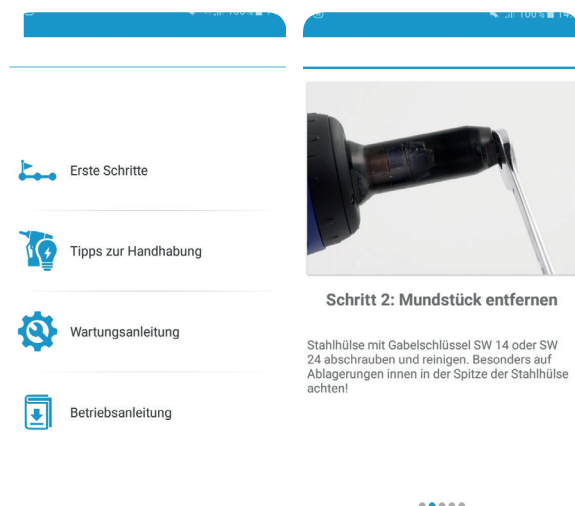 Erste Schritte
Tipps zur Handhabung
Wartungsanleitung
Betriebsanleitung
100%
Schritt 2: Mundstück entfernen
Stahlhülse mit Gabelschlüssel SW 14 oder SW
24 abschrauben und reinigen. Besonders auf
Ablagerungen innen in der Spitze der Stahlhülse
achten!